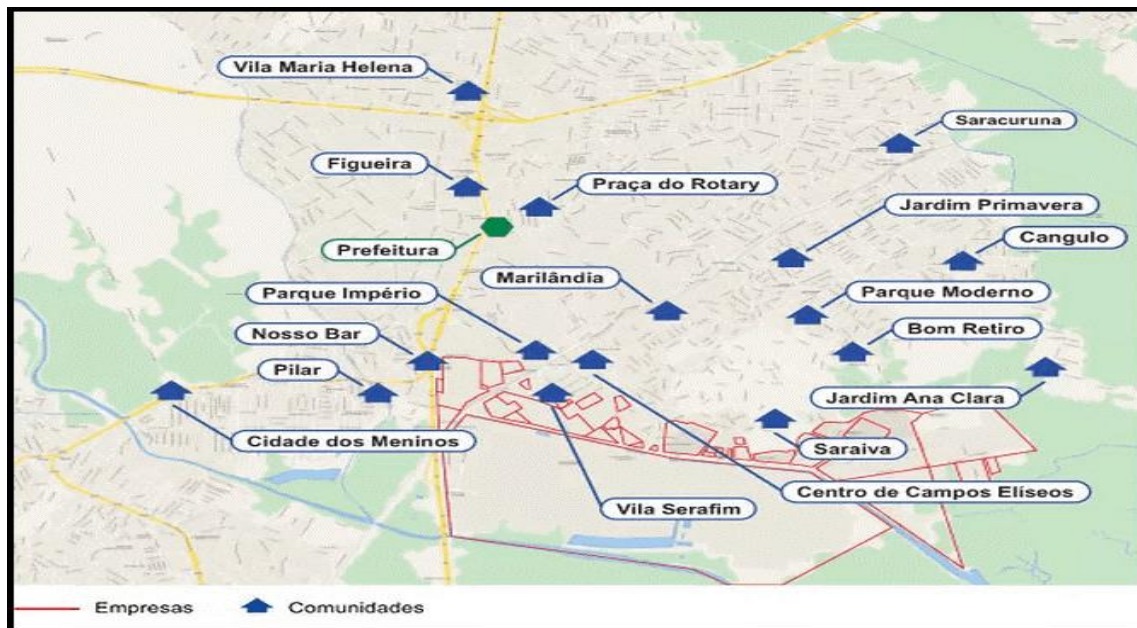 Vila Maria Helena
Saracuruna
Figueira
Praça do Rotary
Jardim Primavera
Prefeitura
Cangulo
Marilândia
Parque Império
Parque Moderno
Nosso Bar
Bom Retiro
Pilar
Jardim Ana Clara
Cidade dos Meninos
Saraiva
Centro de Campos Elíseos
Vila Serafim
Empresas
Comunidades